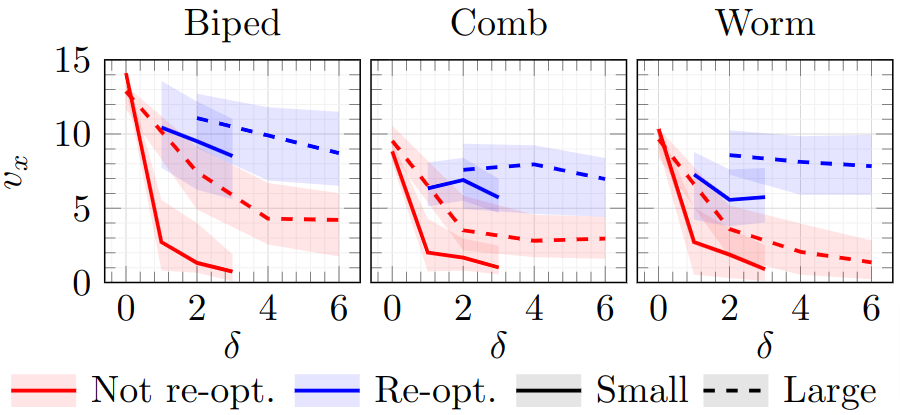 Biped Comb Worm
15
10
5
0
v_x
0 2 4 6 0 2 4 6 0 2 4 6
δ δ δ
Not re-opt. Re-opt. Small Large